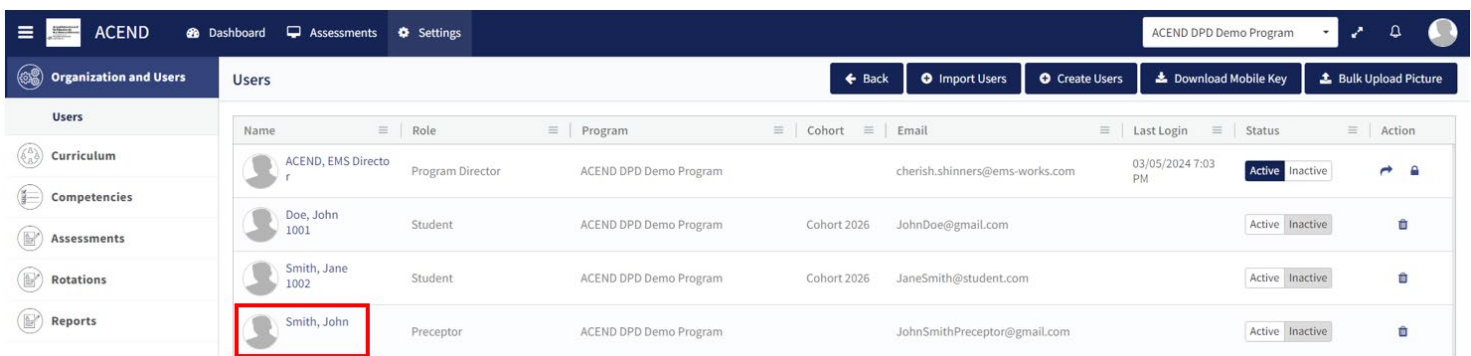 ACEND Dashboard Assessments Settings ACEND DPD Demo Program
Organization and Users
Users
Curriculum
Competencies
Assessments
Rotations
Reports
Users Back Import Users Create Users Download Mobile Key Bulk Upload Picture
Name Role Program Cohort Email Last Login Status Action
ACEND, EMS Directo
r Program Director ACEND DPD Demo Program cherish.shinners@ems-works.com 03/05/2024 7:03
PM Active Inactive
Doe, John
1001 Student ACEND DPD Demo Program Cohort 2026 JohnDoe@gmail.com Active Inactive
Smith, Jane
1002 Student ACEND DPD Demo Program Cohort 2026 JaneSmith@student.com Active Inactive
Smith, John
Preceptor ACEND DPD Demo Program JohnSmithPreceptor@gmail.com Active Inactive